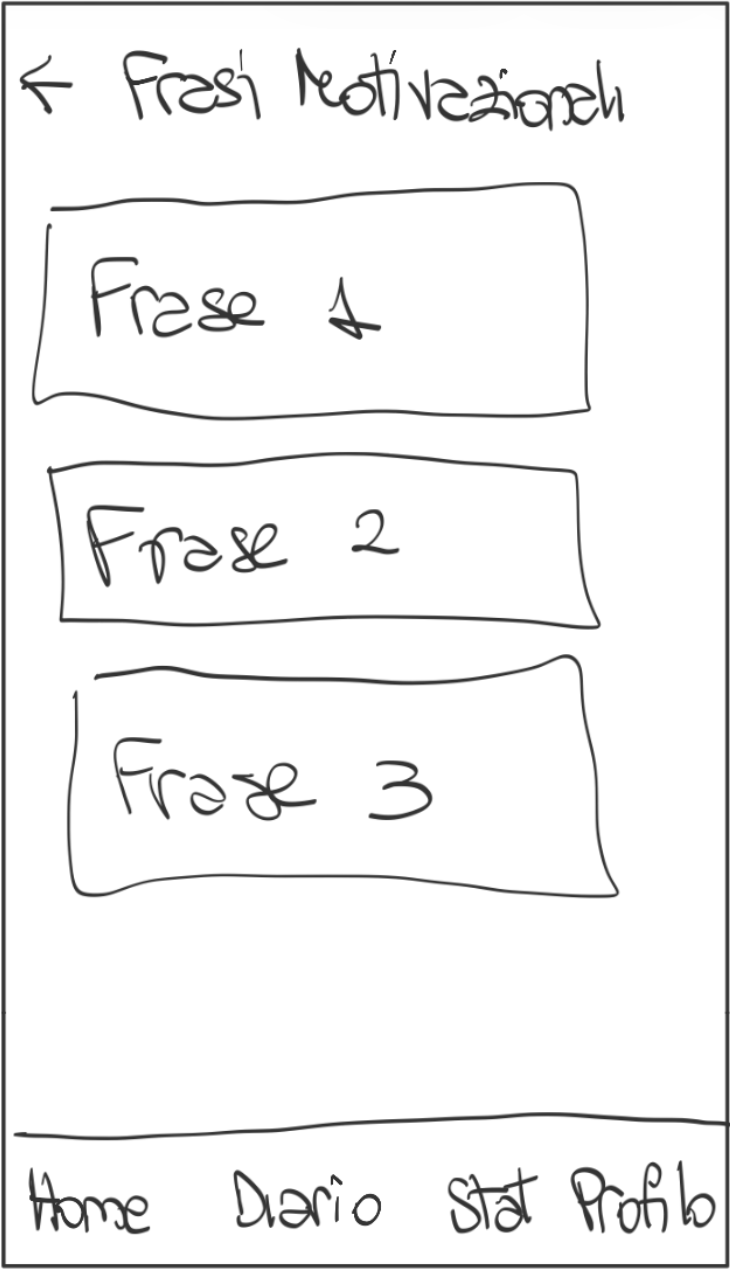 ← Frasi Motivazionali
Frase 1
Frase 2
Frase 3
Home Diario Stat Profilo